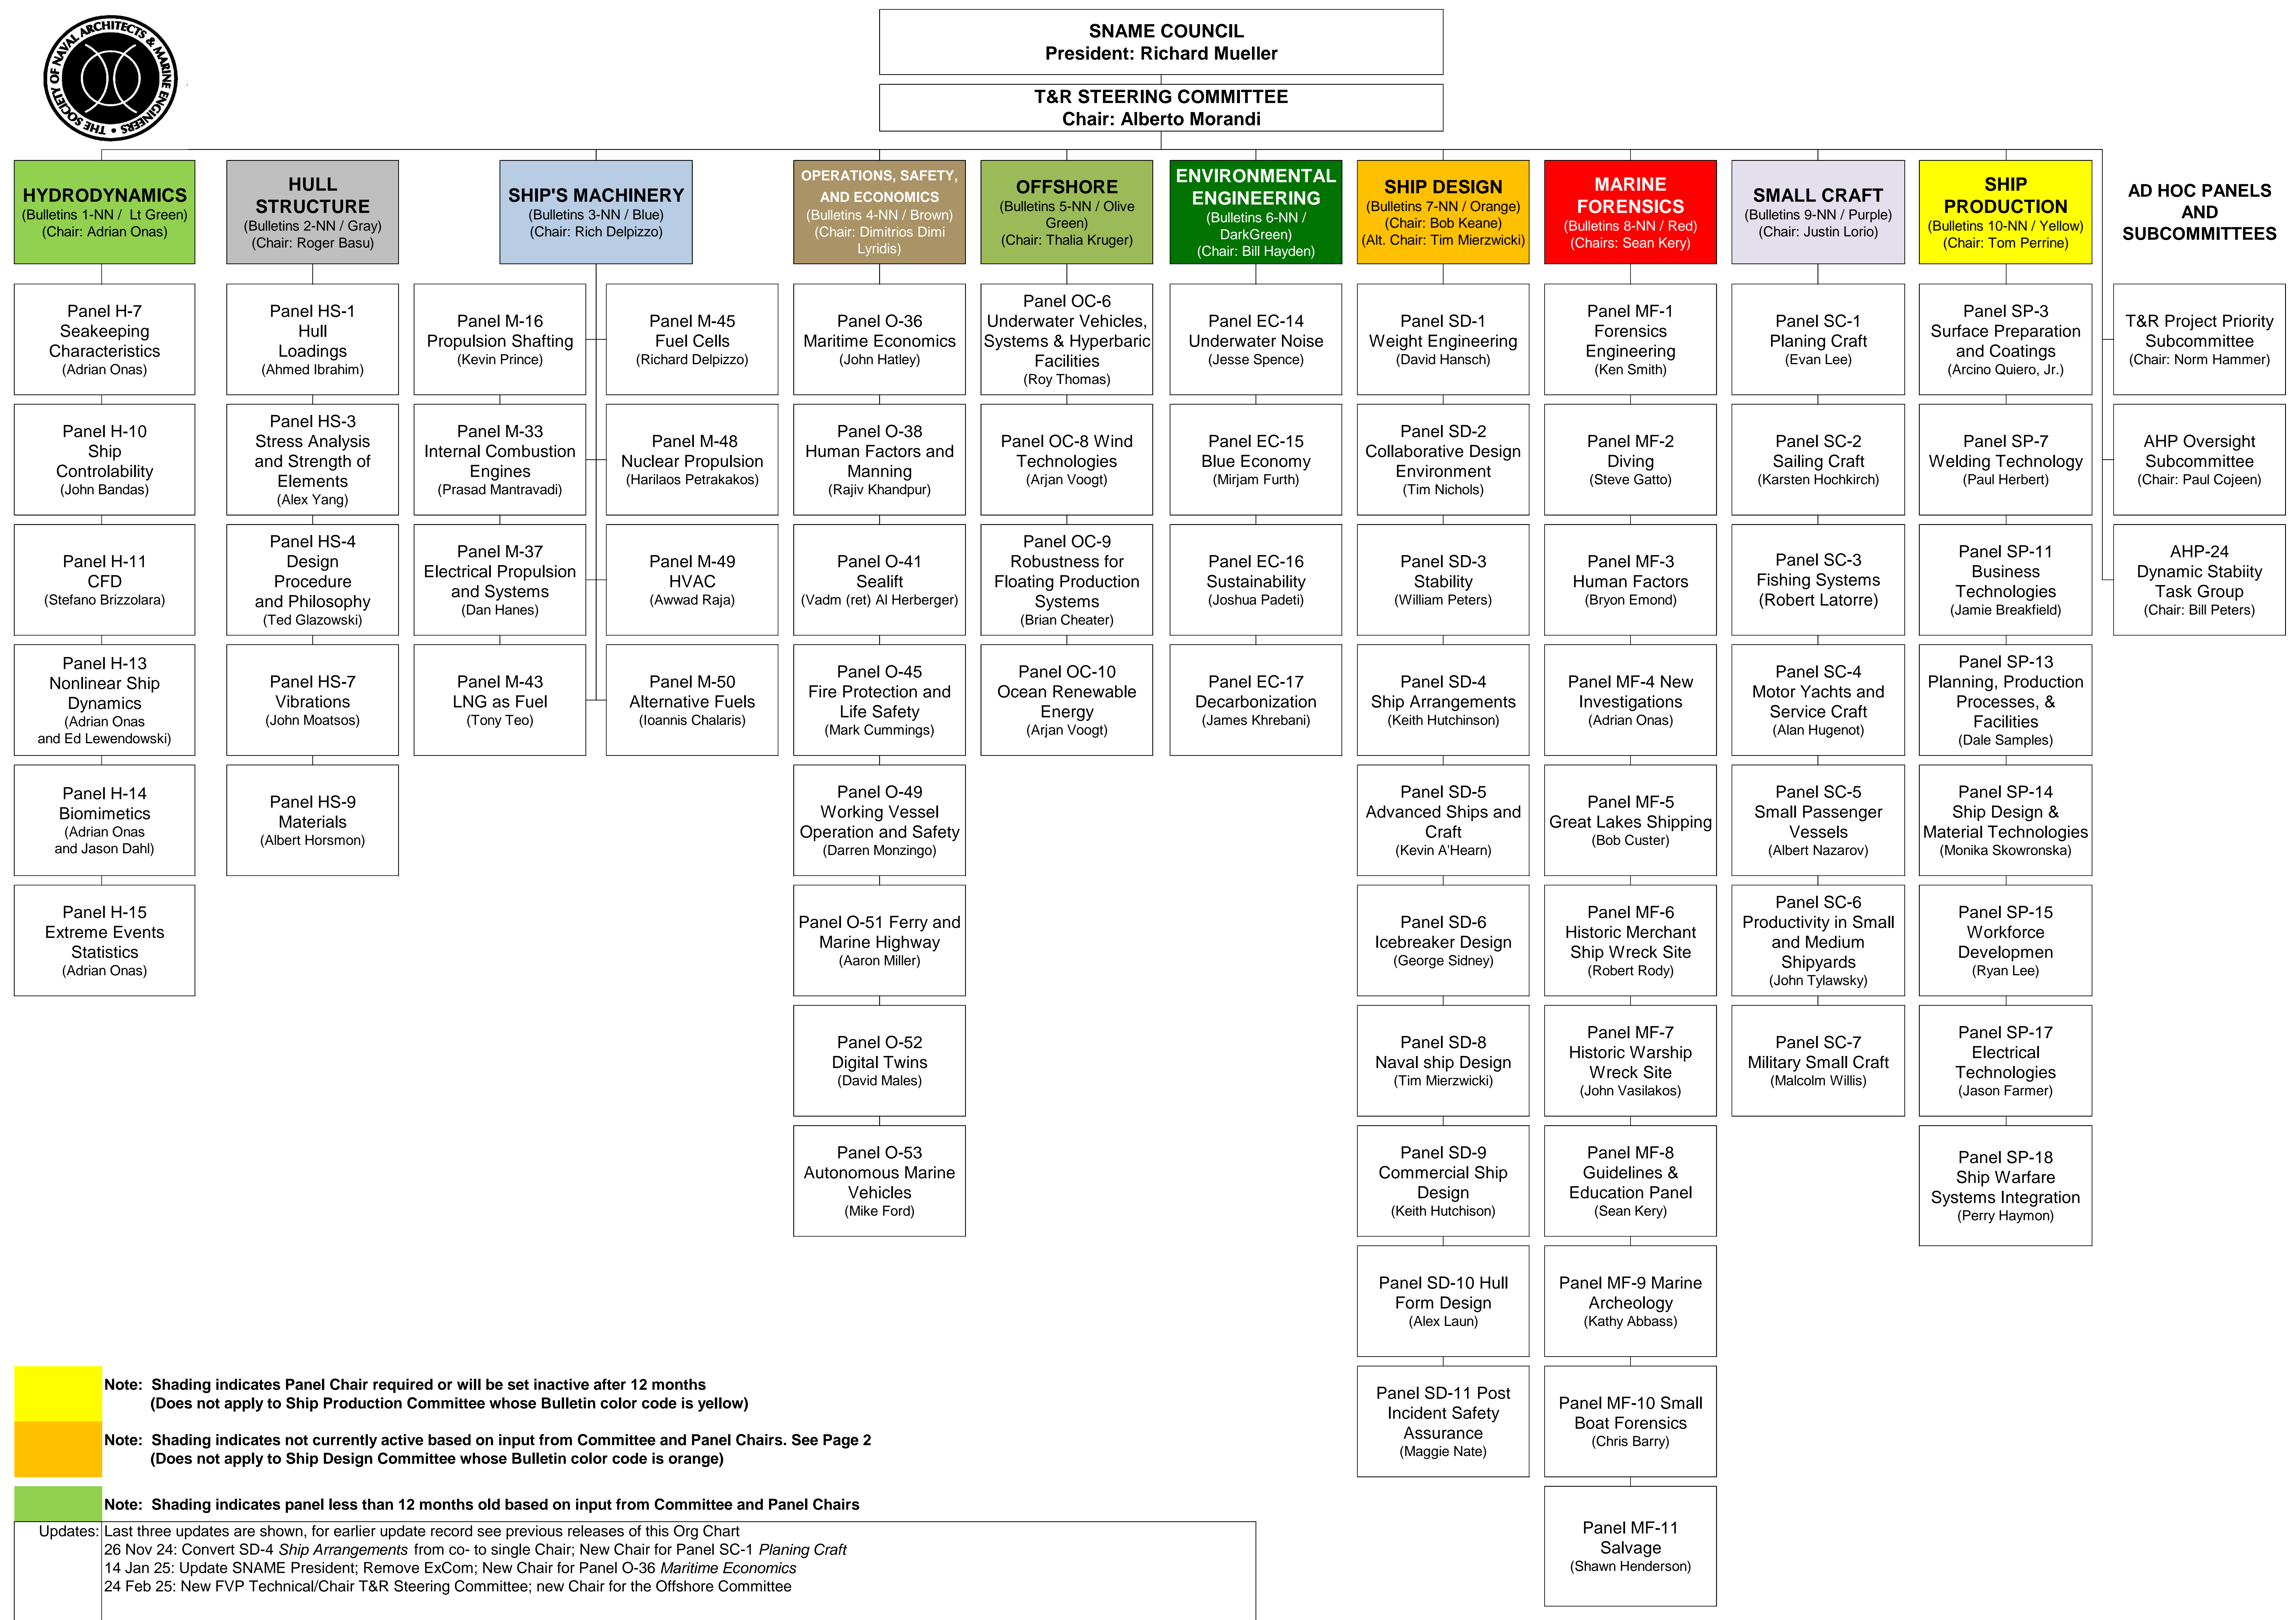 THE SOCIETY OF NAVAL ARCHITECTS & MARINE ENGINEERS •
SNAME COUNCIL
President: Richard Mueller
T&R STEERING COMMITTEE
Chair: Alberto Morandi
HYDRODYNAMICS
(Bulletins 1-NN /  Lt Green)
(Chair: Adrian Onas)
HULL
STRUCTURE
(Bulletins 2-NN / Gray)
(Chair: Roger Basu)
SHIP'S MACHINERY
(Bulletins 3-NN / Blue)
(Chair: Rich Delpizzo)
OPERATIONS, SAFETY,
AND ECONOMICS
(Bulletins 4-NN / Brown)
(Chair: Dimitrios Dimi
Lyridis)
OFFSHORE
(Bulletins 5-NN / Olive
Green)
(Chair: Thalia Kruger)
ENVIRONMENTAL
ENGINEERING
(Bulletins 6-NN /
DarkGreen)
(Chair: Bill Hayden)
SHIP DESIGN
(Bulletins 7-NN / Orange)
(Chair: Bob Keane)
(Alt. Chair: Tim Mierzwicki)
MARINE
FORENSICS
(Bulletins 8-NN / Red)
(Chairs: Sean Kery)
SMALL CRAFT
(Bulletins 9-NN / Purple)
(Chair: Justin Lorio)
SHIP
PRODUCTION
(Bulletins 10-NN / Yellow)
(Chair: Tom Perrine)
AD HOC PANELS
AND
SUBCOMMITTEES
Panel H-7
Seakeeping
Characteristics
(Adrian Onas)
Panel H-10
Ship
Controlability
(John Bandas)
Panel H-11
CFD
(Stefano Brizzolara)
Panel H-13
Nonlinear Ship
Dynamics
(Adrian Onas
and Ed Lewendowski)
Panel H-14
Biomimetics
(Adrian Onas
and Jason Dahl)
Panel H-15
Extreme Events
Statistics
(Adrian Onas)
Panel HS-1
Hull
Loadings
(Ahmed Ibrahim)
Panel HS-3
Stress Analysis
and Strength of
Elements
(Alex Yang)
Panel HS-4
Design
Procedure
and Philosophy
(Ted Glazowski)
Panel HS-7
Vibrations
(John Moatsos)
Panel HS-9
Materials
(Albert Horsmon)
Panel M-16
Propulsion Shafting
(Kevin Prince)
Panel M-33
Internal Combustion
Engines
(Prasad Mantravadi)
Panel M-37
Electrical Propulsion
and Systems
(Dan Hanes)
Panel M-43
LNG as Fuel
(Tony Teo)
Panel M-45
Fuel Cells
(Richard Delpizzo)
Panel M-48
Nuclear Propulsion
(Harilaos Petrakakos)
Panel M-49
HVAC
(Awwad Raja)
Panel M-50
Alternative Fuels
(Ioannis Chalaris)
Panel O-36
Maritime Economics
(John Hatley)
Panel O-38
Human Factors and
Manning
(Rajiv Khandpur)
Panel O-41
Sealift
(Vadm (ret) Al Herberger)
Panel O-45
Fire Protection and
Life Safety
(Mark Cummings)
Panel O-49
Working Vessel
Operation and Safety
(Darren Monzingo)
Panel O-51 Ferry and
Marine Highway
(Aaron Miller)
Panel O-52
Digital Twins
(David Males)
Panel O-53
Autonomous Marine
Vehicles
(Mike Ford)
Panel OC-6
Underwater Vehicles,
Systems & Hyperbaric
Facilities
(Roy Thomas)
Panel OC-8 Wind
Technologies
(Arjan Voogt)
Panel OC-9
Robustness for
Floating Production
Systems
(Brian Cheater)
Panel OC-10
Ocean Renewable
Energy
(Arjan Voogt)
Panel EC-14
Underwater Noise
(Jesse Spence)
Panel EC-15
Blue Economy
(Mirjam Furth)
Panel EC-16
Sustainability
(Joshua Padeti)
Panel EC-17
Decarbonization
(James Khrebani)
Panel SD-1
Weight Engineering
(David Hansch)
Panel SD-2
Collaborative Design
Environment
(Tim Nichols)
Panel SD-3
Stability
(William Peters)
Panel SD-4
Ship Arrangements
(Keith Hutchinson)
Panel SD-5
Advanced Ships and
Craft
(Kevin A'Hearn)
Panel SD-6
Icebreaker Design
(George Sidney)
Panel SD-8
Naval ship Design
(Tim Mierzwicki)
Panel SD-9
Commercial Ship
Design
(Keith Hutchison)
Panel SD-10 Hull
Form Design
(Alex Laun)
Panel SD-11 Post
Incident Safety
Assurance
(Maggie Nate)
Panel MF-1
Forensics
Engineering
(Ken Smith)
Panel MF-2
Diving
(Steve Gatto)
Panel MF-3
Human Factors
(Bryon Emond)
Panel MF-4 New
Investigations
(Adrian Onas)
Panel MF-5
Great Lakes Shipping
(Bob Custer)
Panel MF-6
Historic Merchant
Ship Wreck Site
(Robert Rody)
Panel MF-7
Historic Warship
Wreck Site
(John Vasilakos)
Panel MF-8
Guidelines &
Education Panel
(Sean Kery)
Panel MF-9 Marine
Archeology
(Kathy Abbass)
Panel MF-10 Small
Boat Forensics
(Chris Barry)
Panel MF-11
Salvage
(Shawn Henderson)
Panel SC-1
Planing Craft
(Evan Lee)
Panel SC-2
Sailing Craft
(Karsten Hochkirch)
Panel SC-3
Fishing Systems
(Robert Latorre)
Panel SC-4
Motor Yachts and
Service Craft
(Alan Hugenot)
Panel SC-5
Small Passenger
Vessels
(Albert Nazarov)
Panel SC-6
Productivity in Small
and Medium
Shipyards
(John Tylawsky)
Panel SC-7
Military Small Craft
(Malcolm Willis)
Panel SP-3
Surface Preparation
and Coatings
(Arcino Quiero, Jr.)
Panel SP-7
Welding Technology
(Paul Herbert)
Panel SP-11
Business
Technologies
(Jamie Breakfield)
Panel SP-13
Planning, Production
Processes, &
Facilities
(Dale Samples)
Panel SP-14
Ship Design &
Material Technologies
(Monika Skowronska)
Panel SP-15
Workforce
Developmen
(Ryan Lee)
Panel SP-17
Electrical
Technologies
(Jason Farmer)
Panel SP-18
Ship Warfare
Systems Integration
(Perry Haymon)
T&R Project Priority
Subcommittee
(Chair: Norm Hammer)
AHP Oversight
Subcommittee
(Chair: Paul Cojeen)
AHP-24
Dynamic Stabiity
Task Group
(Chair: Bill Peters)
Note:  Shading indicates Panel Chair required or will be set inactive after 12 months
(Does not apply to Ship Production Committee whose Bulletin color code is yellow)
Note:  Shading indicates not currently active based on input from Committee and Panel Chairs. See Page 2
(Does not apply to Ship Design Committee whose Bulletin color code is orange)
Note:  Shading indicates panel less than 12 months old based on input from Committee and Panel Chairs
Updates: Last three updates are shown, for earlier update record see previous releases of this Org Chart
26 Nov 24: Convert SD-4 Ship Arrangements from co- to single Chair; New Chair for Panel SC-1 Planing Craft
14 Jan 25: Update SNAME President; Remove ExCom; New Chair for Panel O-36 Maritime Economics
24 Feb 25: New FVP Technical/Chair T&R Steering Committee; new Chair for the Offshore Committee